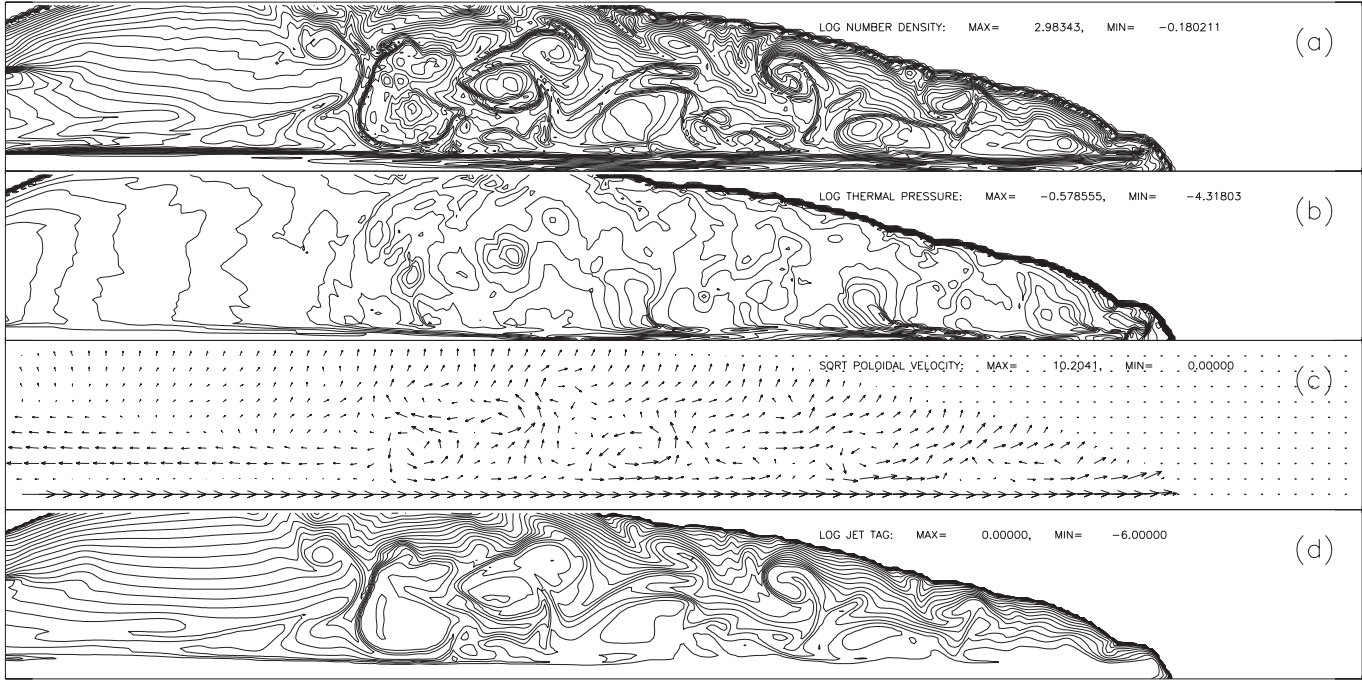 LOG NUMBER DENSITY: MAX= 2.98343, MIN= −0.180211
(a)
LOG THERMAL PRESSURE: MAX= −0.578555, MIN= −4.31803
(b)
SQRT POLOIDAL VELOCITY: MAX= 10.2041, MIN= 0.00000
(c)
LOG JET TAG: MAX= 0.00000, MIN= −6.00000
(d)